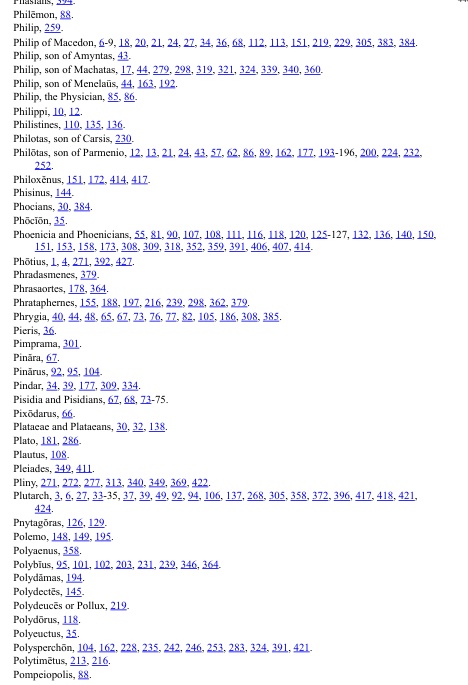 Phasians, 394.
Philēmon, 88.
Philip, 259.
Philip of Macedon, 6-9, 18, 20, 21, 24, 27, 34, 36, 68, 112, 113, 151, 219, 229, 305, 383, 384.
Philip, son of Amyntas, 43.
Philip, son of Machatas, 17, 44, 279, 298, 319, 321, 324, 339, 340, 360.
Philip, son of Menelaüs, 44, 163, 192.
Philip, the Physician, 85, 86.
Philippi, 10, 12.
Philistines, 110, 135, 136.
Philotas, son of Carsis, 230.
Philōtas, son of Parmenio, 12, 13, 21, 24, 43, 57, 62, 86, 89, 162, 177, 193-196, 200, 224, 232,
252.
Philoxĕnus, 151, 172, 414, 417.
Phisinus, 144.
Phocians, 30, 384.
Phōcīōn, 35.
Phoenicia and Phoenicians, 55, 81, 90, 107, 108, 111, 116, 118, 120, 125-127, 132, 136, 140, 150,
151, 153, 158, 173, 308, 309, 318, 352, 359, 391, 406, 407, 414.
Phōtius, 1, 4, 271, 392, 427.
Phradasmenes, 379.
Phrasaortes, 178, 364.
Phrataphernes, 155, 188, 197, 216, 239, 298, 362, 379.
Phrygia, 40, 44, 48, 65, 67, 73, 76, 77, 82, 105, 186, 308, 385.
Pieris, 36.
Pimprama, 301.
Pināra, 67.
Pinārus, 92, 95, 104.
Pindar, 34, 39, 177, 309, 334.
Pisidia and Pisidians, 67, 68, 73-75.
Pixōdarus, 66.
Plataeae and Plataeans, 30, 32, 138.
Plato, 181, 286.
Plautus, 108.
Pleiades, 349, 411.
Pliny, 271, 272, 277, 313, 340, 349, 369, 422.
Plutarch, 3, 6, 27, 33-35, 37, 39, 49, 92, 94, 106, 137, 268, 305, 358, 372, 396, 417, 418, 421,
424.
Pnytagŏras, 126, 129.
Polemo, 148, 149, 195.
Polyaenus, 358.
Polybīus, 95, 101, 102, 203, 231, 239, 346, 364.
Polydāmas, 194.
Polydectēs, 145.
Polydeucēs or Pollux, 219.
Polydōrus, 118.
Polyeuctus, 35.
Polysperchōn, 104, 162, 228, 235, 242, 246, 253, 283, 324, 391, 421.
Polytimētus, 213, 216.
Pompeiopolis, 88.